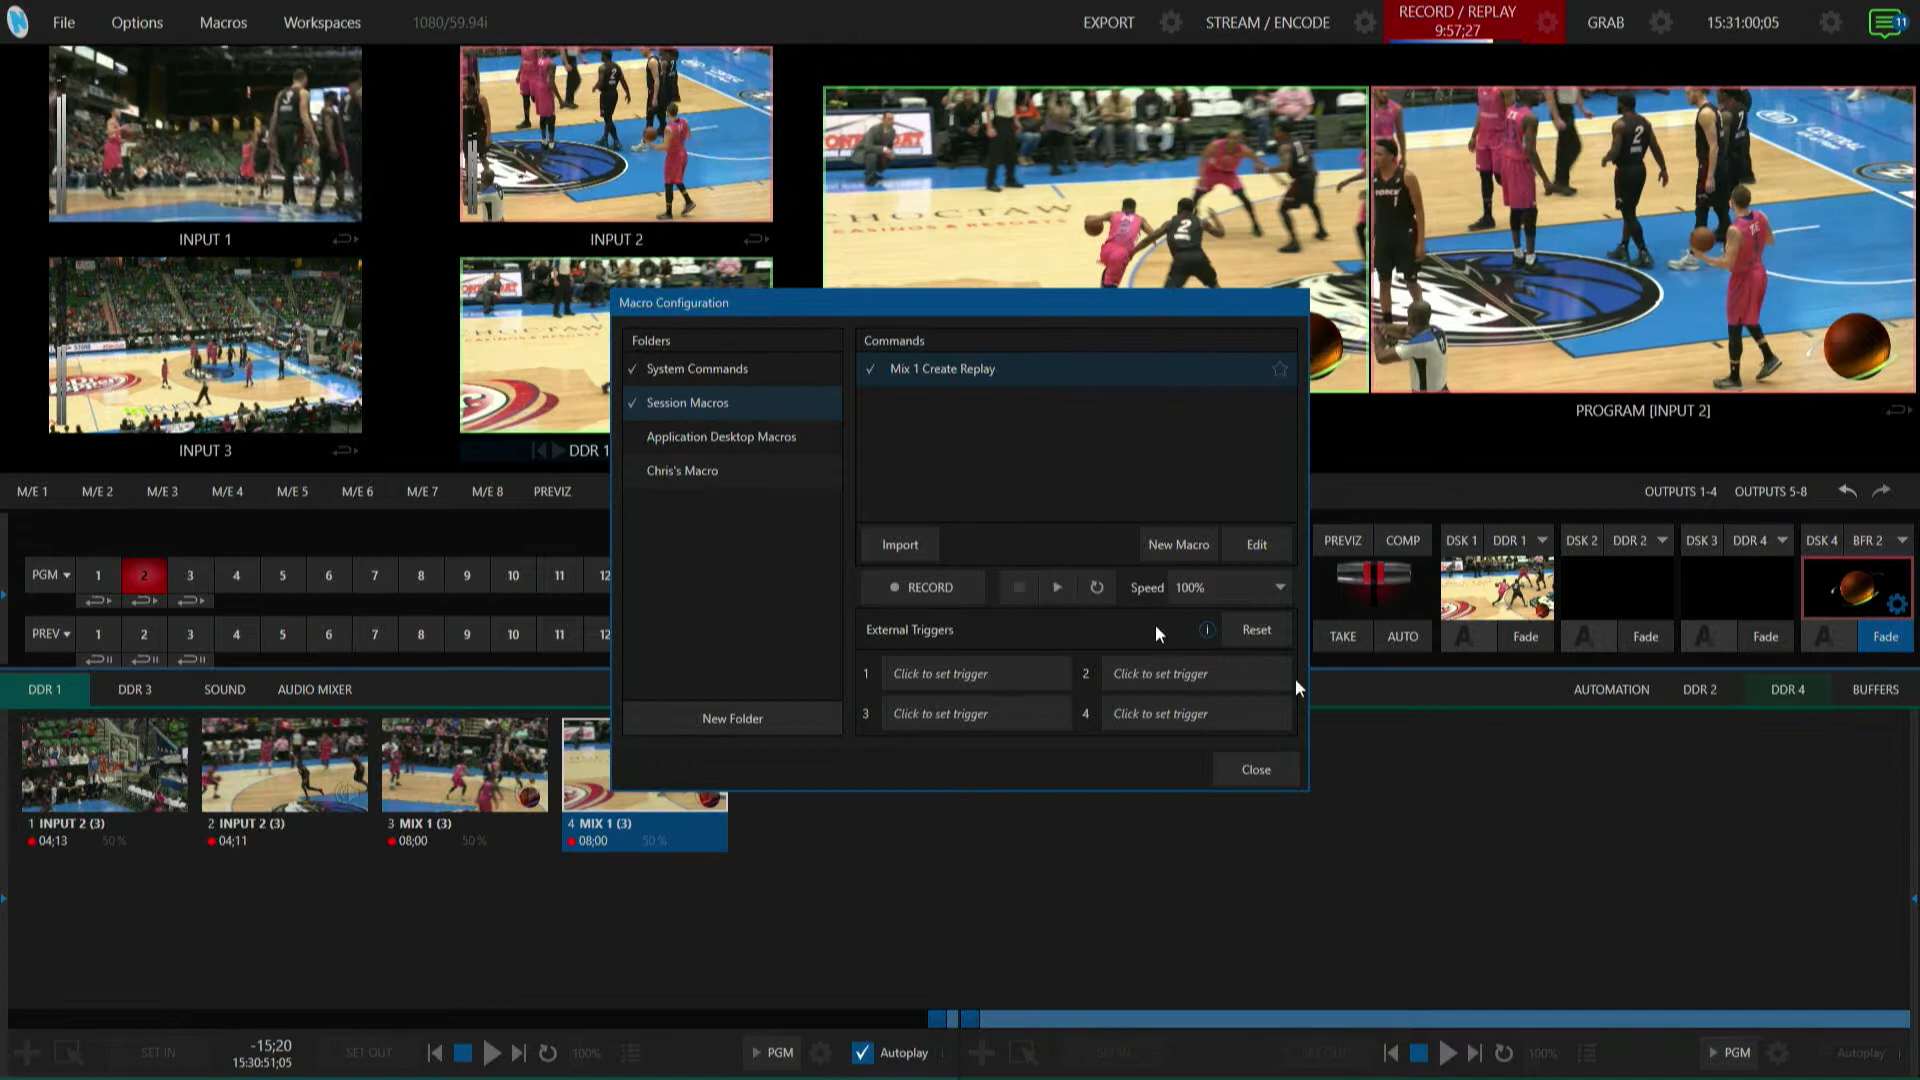 File Options Macros Workspaces 1080/59.94i EXPORT STREAM / ENCODE RECORD / REPLAY GRAB 15:31:00;05 11
9:57;27
INPUT 1 INPUT 2
INPUT 3 DDR 1
PROGRAM [INPUT 2]
CHOCTAW
CASINOS & RESORTS
Macro Configuration
Folders
System Commands
Session Macros
Application Desktop Macros
Chris's Macro
New Folder
Commands
Mix 1 Create Replay
Import New Macro Edit
RECORD Speed 100%
External Triggers i Reset
1 Click to set trigger 2 Click to set trigger
3 Click to set trigger 4 Click to set trigger
Close
M/E 1 M/E 2 M/E 3 M/E 4 M/E 5 M/E 6 M/E 7 M/E 8 PREVIZ OUTPUTS 1-4 OUTPUTS 5-8
PREVIZ COMP DSK 1 DDR 1 DSK 2 DDR 2 DSK 3 DDR 4 DSK 4 BFR 2
PGM 1 2 3 4 5 6 7 8 9 10 11 12
PREV 1 2 3 4 5 6 7 8 9 10 11 12
TAKE AUTO A Fade A Fade A Fade A Fade
DDR 1 DDR 3 SOUND AUDIO MIXER AUTOMATION DDR 2 DDR 4 BUFFERS
1 INPUT 2 (3) 2 INPUT 2 (3) 3 MIX 1 (3) 4 MIX 1 (3)
04;13 50% 04;11 08;00 50% 08;00 50%
SET IN -15;20 SET OUT 100% PGM Autoplay 100% PGM Autoplay
15:30:51;05